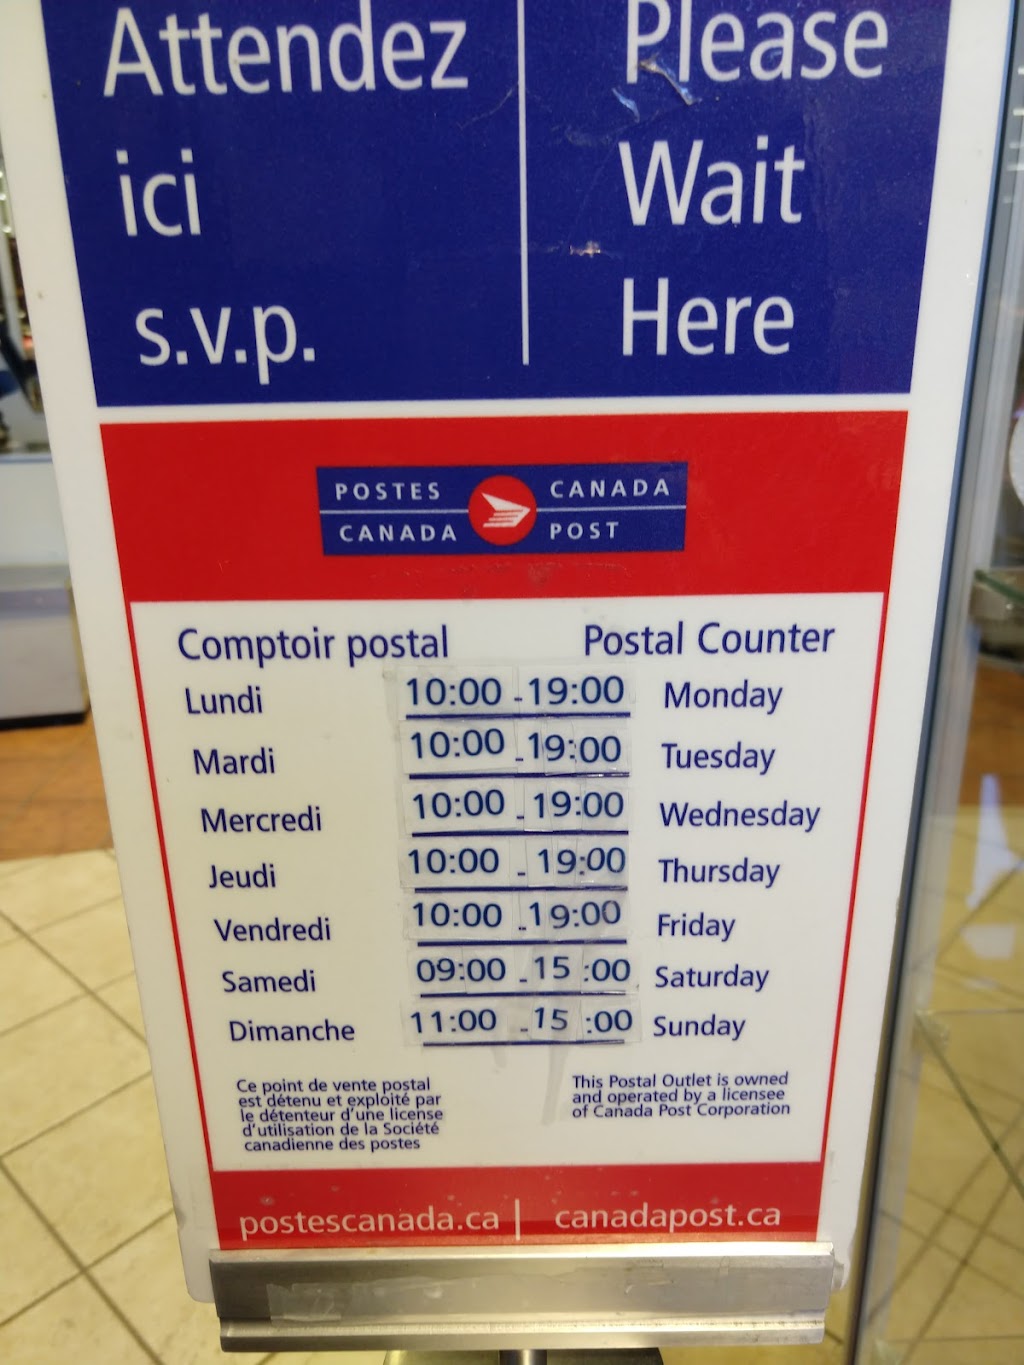 Attendez
ici
s.v.p.
Please
Wait
Here
POSTES
CANADA
CANADA
POST
Comptoir postal Postal Counter
Lundi 10:00 - 19:00 Monday
Mardi 10:00 - 19:00 Tuesday
Mercredi 10:00 - 19:00 Wednesday
Jeudi 10:00 - 19:00 Thursday
Vendredi 10:00 - 19:00 Friday
Samedi 09:00 - 15 :00 Saturday
Dimanche 11:00 - 15 :00 Sunday
Ce point de vente postal
est détenu et exploité par
le détenteur d'une license
d'utilisation de la Société
canadienne des postes
This Postal Outlet is owned
and operated by a licensee
of Canada Post Corporation
postescanada.ca | canadapost.ca